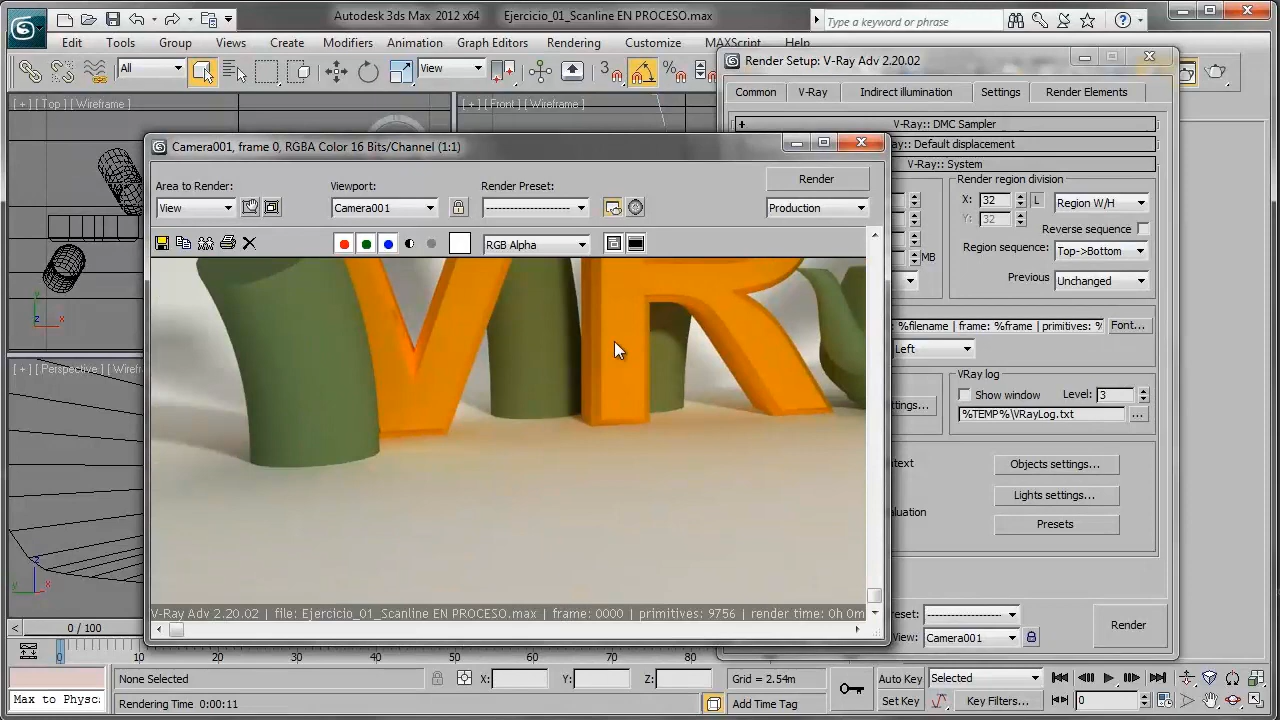 Autodesk 3ds Max 2012 x64 Ejercicio_01_Scanline EN PROCESO.max
Type a keyword or phrase
Edit Tools Group Views Create Modifiers Animation Graph Editors Rendering Customize MAXScript Help
All View 3 %
Render Setup: V-Ray Adv 2.20.02
Common V-Ray Indirect illumination Settings Render Elements
[ + ] [ Top ] [ Wireframe ]
[ + ] [ Front ] [ Wireframe ]
+ V-Ray:: DMC Sampler
Ray:: Default displacement
V-Ray:: System
Camera001, frame 0, RGBA Color 16 Bits/Channel (1:1)
Area to Render: Viewport: Render Preset: Render
View Camera001 ---------------------- Production
RGB Alpha
Render region division
X: 32 L Region W/H
Y: 32 Reverse sequence
Region sequence: Top->Bottom
MB
Previous Unchanged
: %filename | frame: %frame | primitives: % Font...
Left
VRay log
Show window Level: 3
ttings... %TEMP%\VRayLog.txt ...
text Objects settings...
Lights settings...
luation Presets
VR
[ + ] [ Perspective ] [ Wireframe ]
V-Ray Adv 2.20.02 | file: Ejercicio_01_Scanline EN PROCESO.max | frame: 0000 | primitives: 9756 | render time: 0h 0m
reset: ----------------------
View: Camera001 Render
0 / 100
0 10 20 30 40 50 60 70 80
None Selected X: Y: Z: Grid = 2.54m Auto Key Selected
Max to Physc. Rendering Time 0:00:11 Add Time Tag Set Key Key Filters... 0
x y z